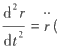 d²r/dt² = r̈ (